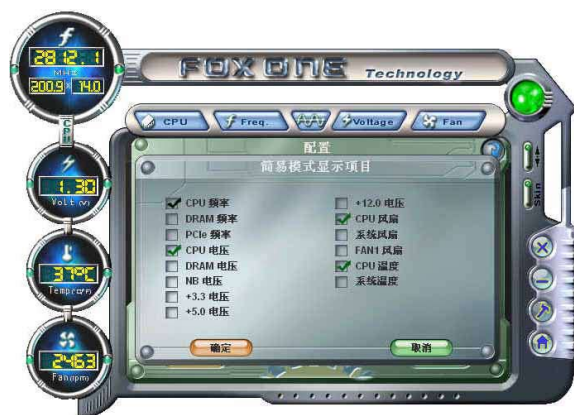 f
2812.1
MHz
200.9 x 14.0
CPU
1.30
Volt(v)
37℃
Temp(c/f)
2463
Fan(rpm)
FOX ONE Technology
CPU
Freq.
Voltage
Fan
配置
简易模式显示项目
CPU 频率
DRAM 频率
PCIe 频率
CPU 电压
DRAM 电压
NB 电压
+3.3 电压
+5.0 电压
+12.0 电压
CPU 风扇
系统风扇
FAN1 风扇
CPU 温度
系统温度
确定
取消
Skin